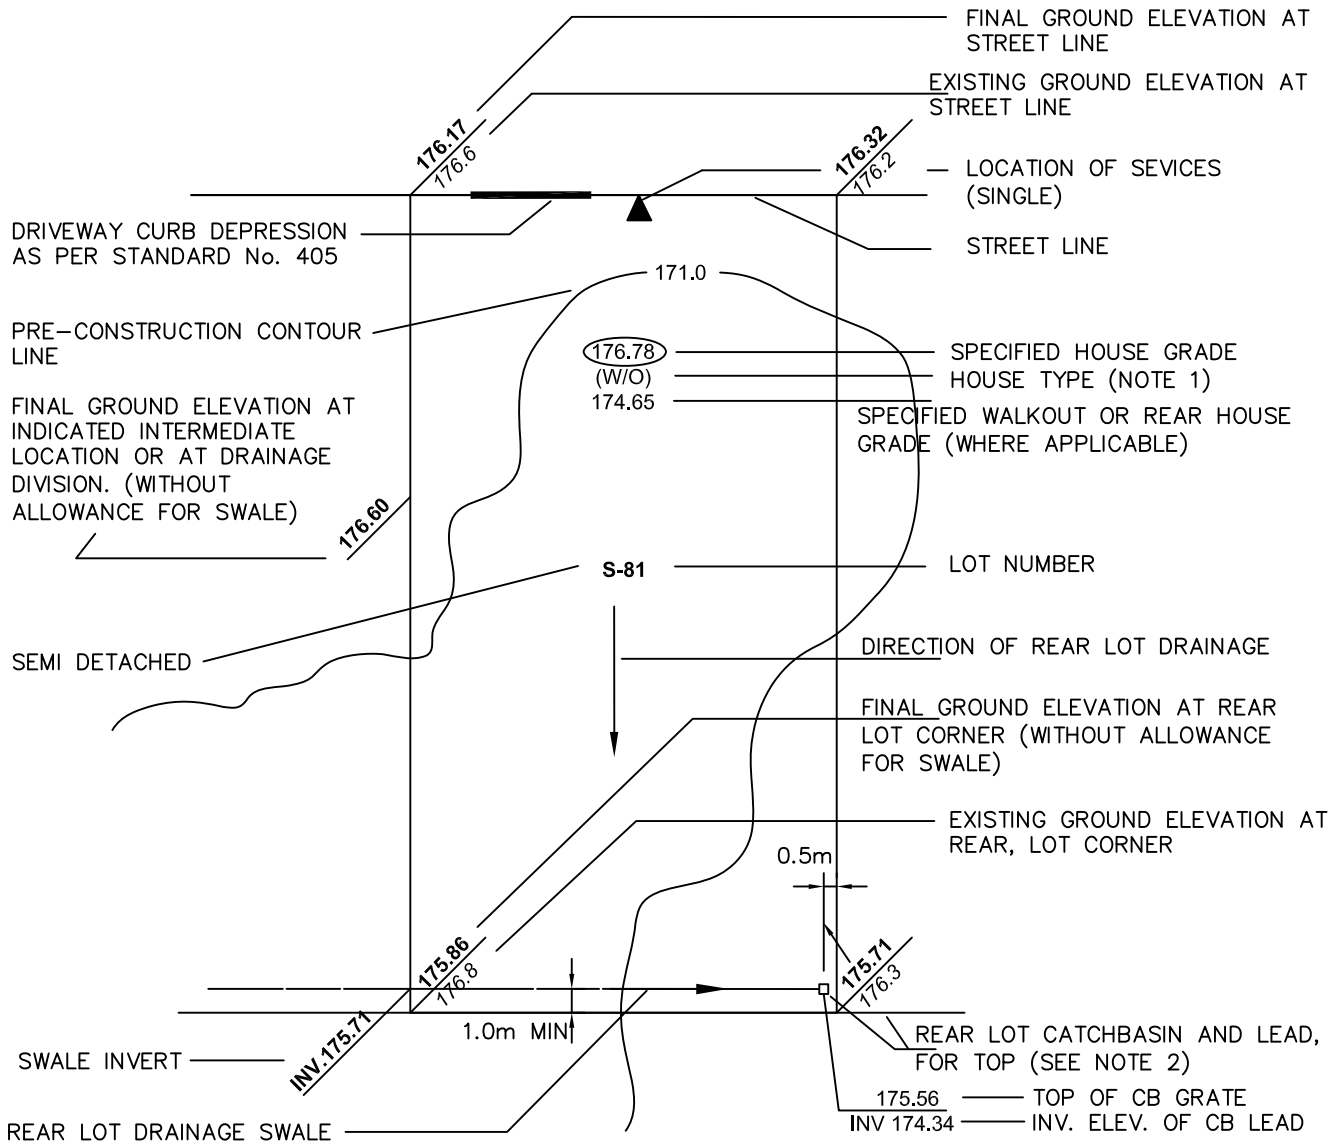 FINAL GROUND ELEVATION AT
STREET LINE
EXISTING GROUND ELEVATION AT
STREET LINE
176.17
176.6
176.32
176.2
LOCATION OF SEVICES
(SINGLE)
DRIVEWAY CURB DEPRESSION
AS PER STANDARD No. 405
STREET LINE
171.0
PRE-CONSTRUCTION CONTOUR
LINE
176.78
SPECIFIED HOUSE GRADE
(W/O)
HOUSE TYPE (NOTE 1)
174.65
SPECIFIED WALKOUT OR REAR HOUSE
GRADE (WHERE APPLICABLE)
FINAL GROUND ELEVATION AT
INDICATED INTERMEDIATE
LOCATION OR AT DRAINAGE
DIVISION. (WITHOUT
ALLOWANCE FOR SWALE)
176.60
S-81
LOT NUMBER
SEMI DETACHED
DIRECTION OF REAR LOT DRAINAGE
FINAL GROUND ELEVATION AT REAR
LOT CORNER (WITHOUT ALLOWANCE
FOR SWALE)
EXISTING GROUND ELEVATION AT
REAR, LOT CORNER
0.5m
175.86
176.8
175.71
176.3
1.0m MIN
INV.175.71
SWALE INVERT
REAR LOT CATCHBASIN AND LEAD,
FOR TOP (SEE NOTE 2)
175.56
TOP OF CB GRATE
INV 174.34
INV. ELEV. OF CB LEAD
REAR LOT DRAINAGE SWALE